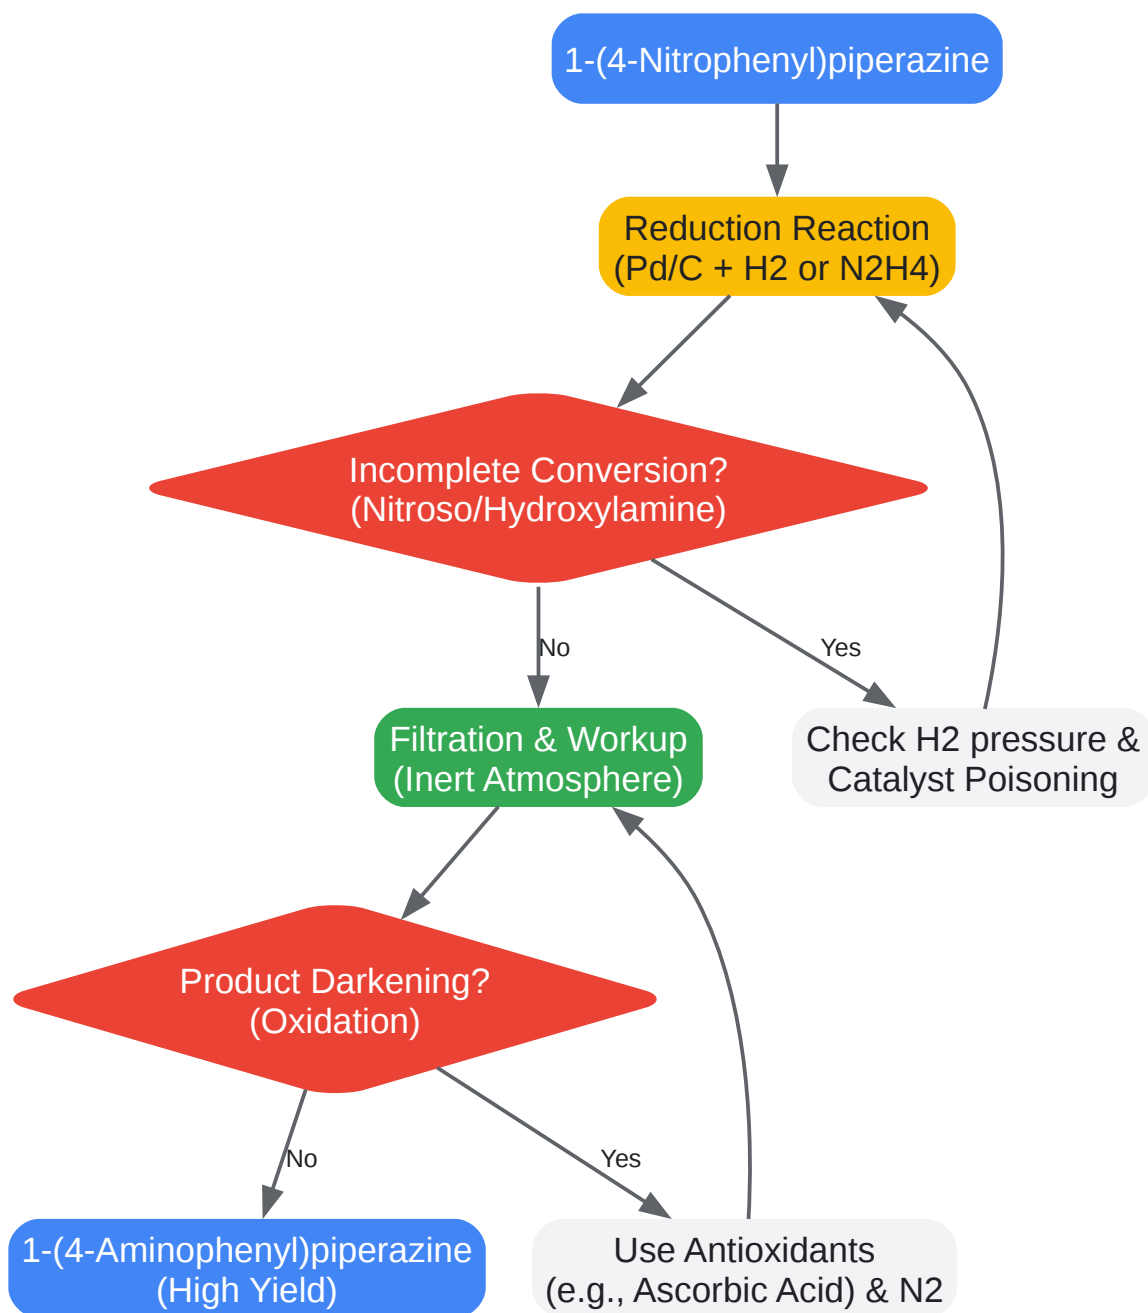 1-(4-Nitrophenyl)piperazine
Reduction Reaction
(Pd/C + H2 or N2H4)
Incomplete Conversion?
(Nitroso/Hydroxylamine)
No
Yes
Filtration & Workup
(Inert Atmosphere)
Check H2 pressure &
Catalyst Poisoning
Product Darkening?
(Oxidation)
No
Yes
1-(4-Aminophenyl)piperazine
(High Yield)
Use Antioxidants
(e.g., Ascorbic Acid) & N2